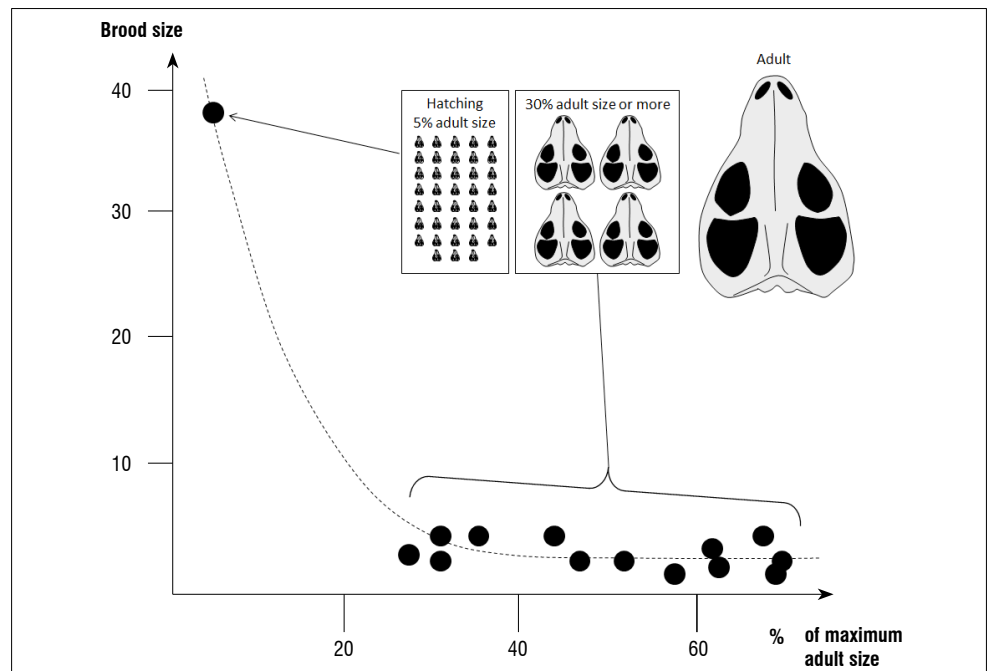 Brood size
Adult
40
Hatching
5% adult size
30% adult size or more
30
20
10
20
40
60
% of maximum
adult size